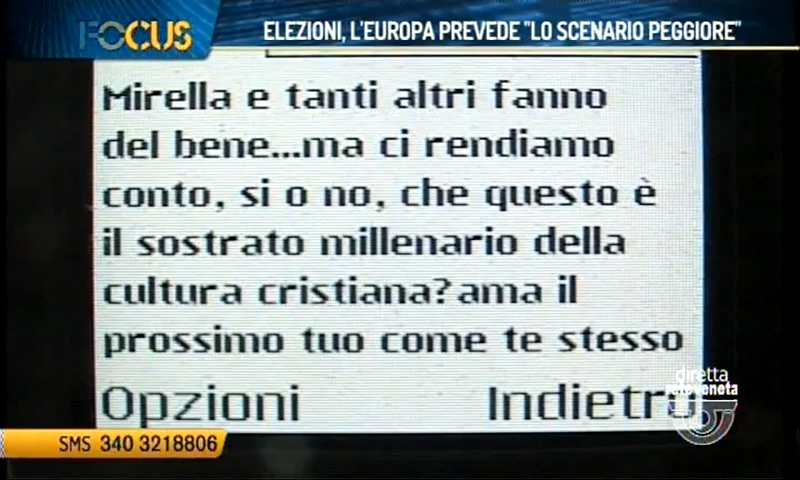 FOCUS
ELEZIONI, L'EUROPA PREVEDE "LO SCENARIO PEGGIORE"
Mirella e tanti altri fanno
del bene...ma ci rendiamo
conto, si o no, che questo è
il sostrato millenario della
cultura cristiana?ama il
prossimo tuo come te stesso
Opzioni Indietro
diretta
reteveneta
SMS 340 3218806